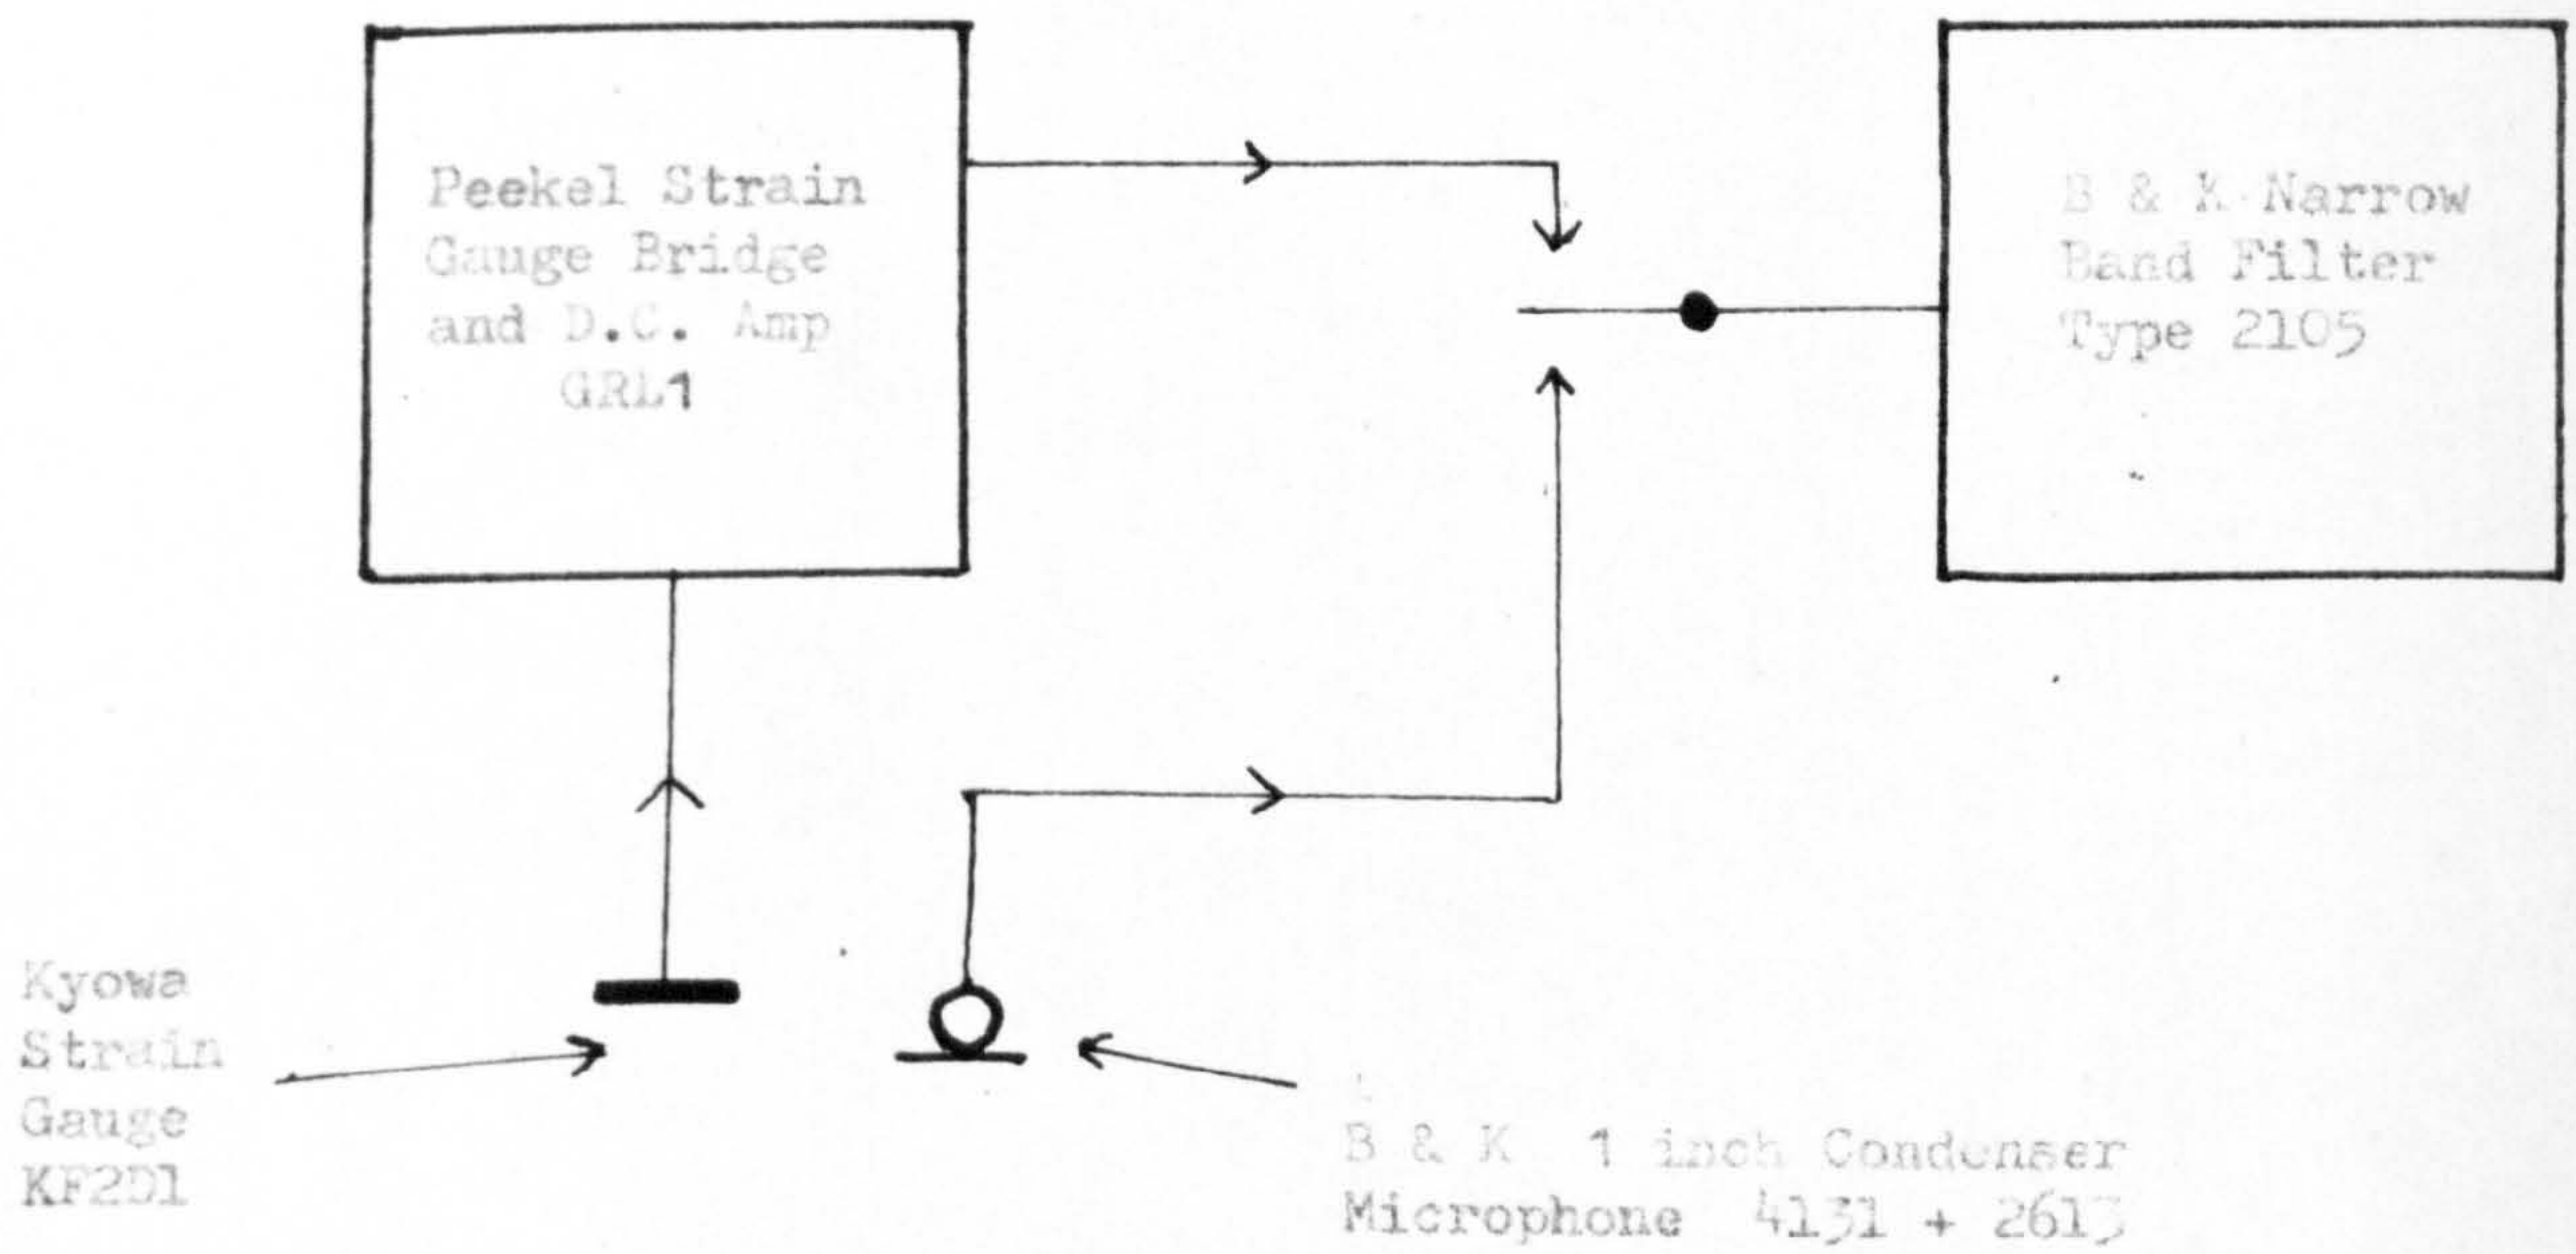 Peekel Strain
Gauge Bridge
and D.C. Amp
GRL1
B & K Narrow
Band Filter
Type 2105
Kyowa
Strain
Gauge
KF2D1
B & K 1 inch Condenser
Microphone 4131 + 2613